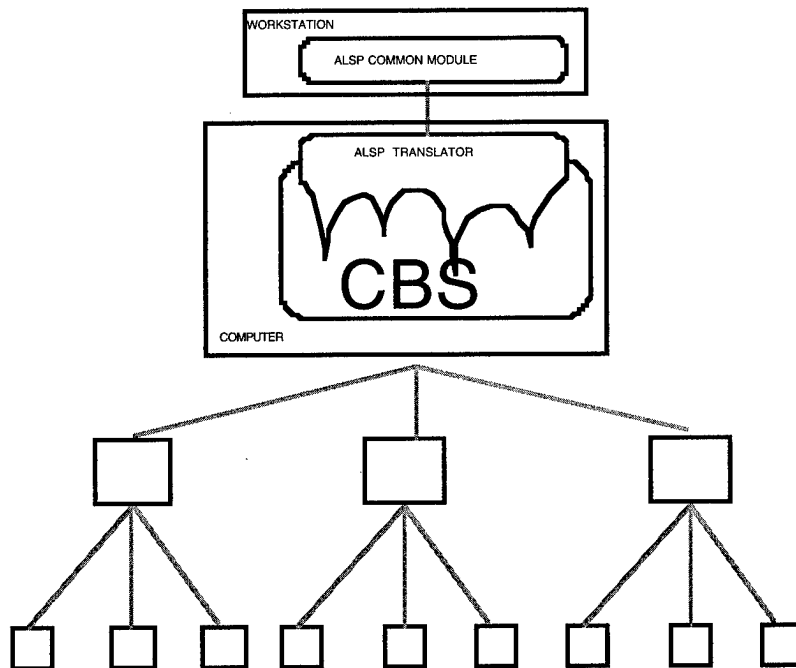 WORKSTATION
ALSP COMMON MODULE
ALSP TRANSLATOR
CBS
COMPUTER